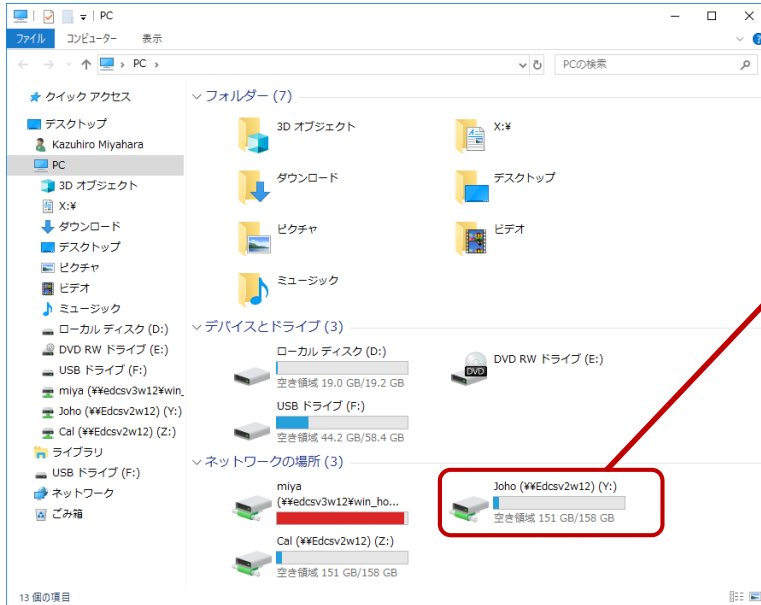 PC
ファイル コンピューター 表示
PC
PCの検索
クイック アクセス
デスクトップ
Kazuhiro Miyahara
PC
3D オブジェクト
X:¥
ダウンロード
デスクトップ
ピクチャ
ビデオ
ミュージック
ローカル ディスク (D:)
DVD RW ドライブ (E:)
USB ドライブ (F:)
miya (¥¥edcsv3w12¥win_
Joho (¥¥Edcsv2w12) (Y:)
Cal (¥¥Edcsv2w12) (Z:)
ライブラリ
USB ドライブ (F:)
ネットワーク
ごみ箱
フォルダー (7)
3D オブジェクト
X:¥
ダウンロード
デスクトップ
ピクチャ
ビデオ
ミュージック
デバイスとドライブ (3)
ローカル ディスク (D:)
空き領域 19.0 GB/19.2 GB
DVD RW ドライブ (E:)
DVD
USB ドライブ (F:)
空き領域 44.2 GB/58.4 GB
ネットワークの場所 (3)
miya
(¥¥edcsv3w12¥win_ho...
Joho (¥¥Edcsv2w12) (Y:)
空き領域 151 GB/158 GB
Cal (¥¥Edcsv2w12) (Z:)
空き領域 151 GB/158 GB
13 個の項目